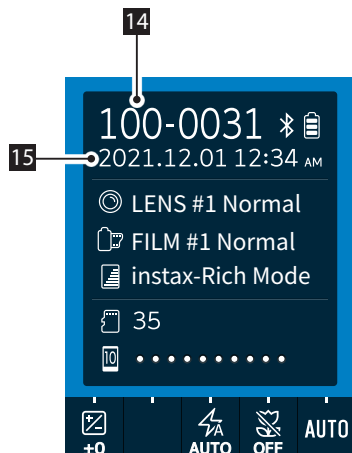 14
100-0031
15
2021.12.01 12:34 AM
LENS #1 Normal
FILM #1 Normal
instax-Rich Mode
35
10
±0 A AUTO OFF AUTO